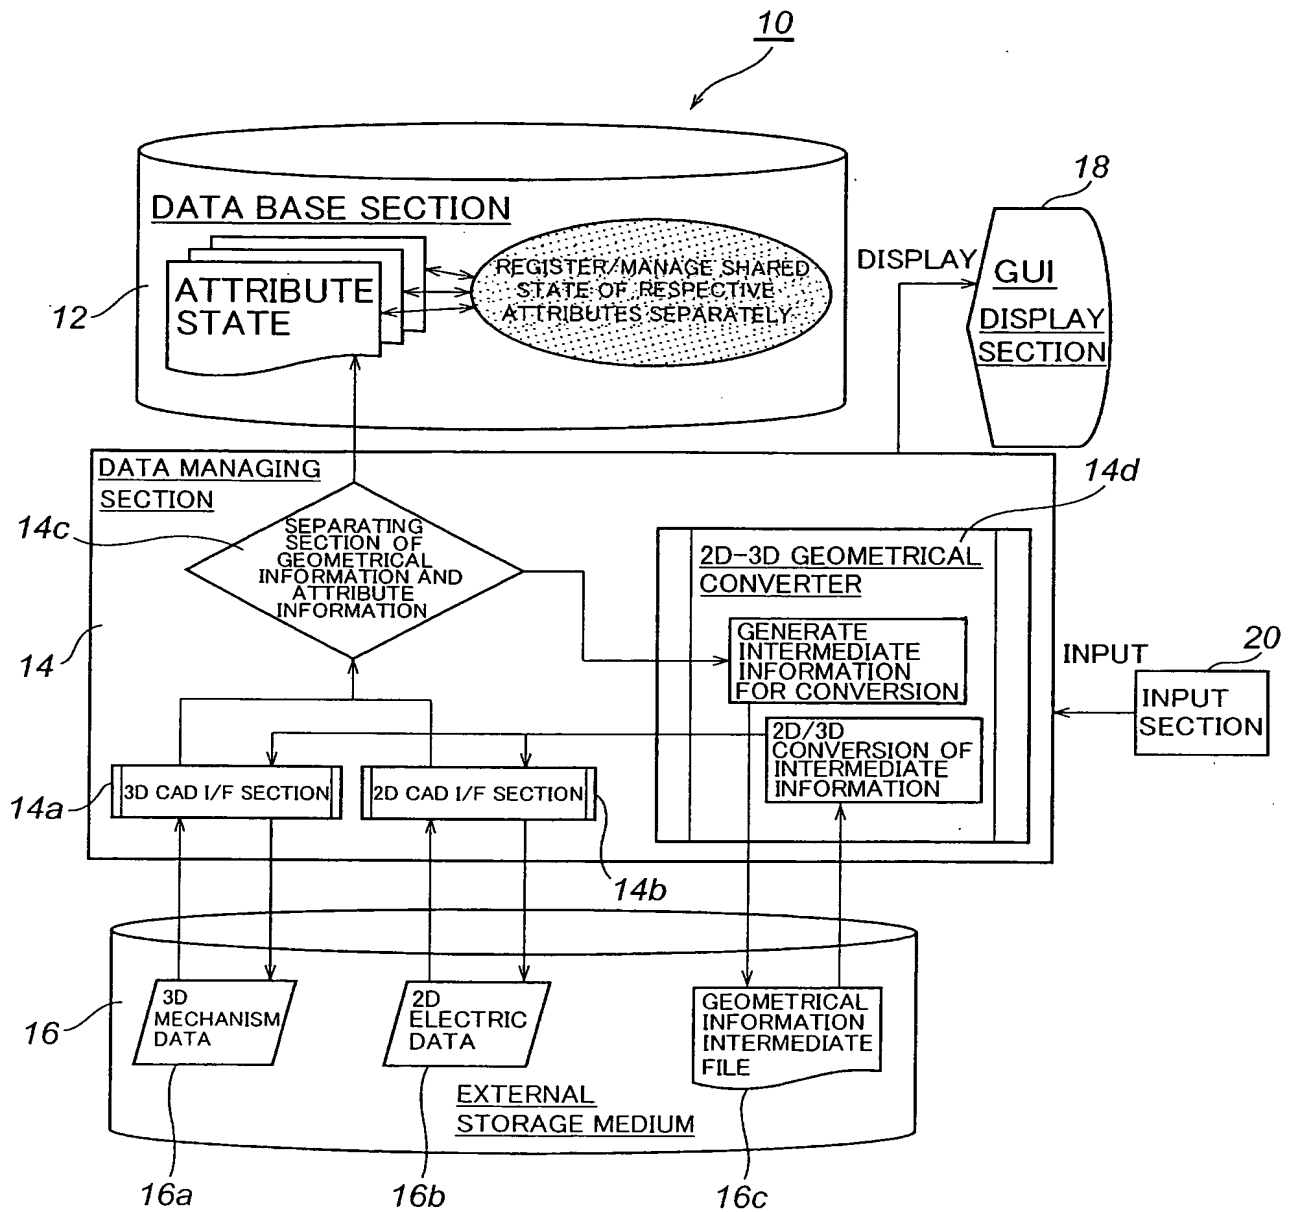 10
DATA BASE SECTION
ATTRIBUTE
STATE
REGISTER/MANAGE SHARED
STATE OF RESPECTIVE
ATTRIBUTES SEPARATELY
12
18
DISPLAY
GUI
DISPLAY
SECTION
DATA MANAGING
SECTION
14d
14c
SEPARATING
SECTION OF
GEOMETRICAL
INFORMATION AND
ATTRIBUTE
INFORMATION
2D-3D GEOMETRICAL
CONVERTER
GENERATE
INTERMEDIATE
INFORMATION
FOR CONVERSION
14
INPUT
20
INPUT
SECTION
2D/3D
CONVERSION OF
INTERMEDIATE
INFORMATION
14a
3D CAD I/F SECTION
2D CAD I/F SECTION
14b
16
3D
MECHANISM
DATA
2D
ELECTRIC
DATA
GEOMETRICAL
INFORMATION
INTERMEDIATE
FILE
EXTERNAL
STORAGE MEDIUM
16a
16b
16c